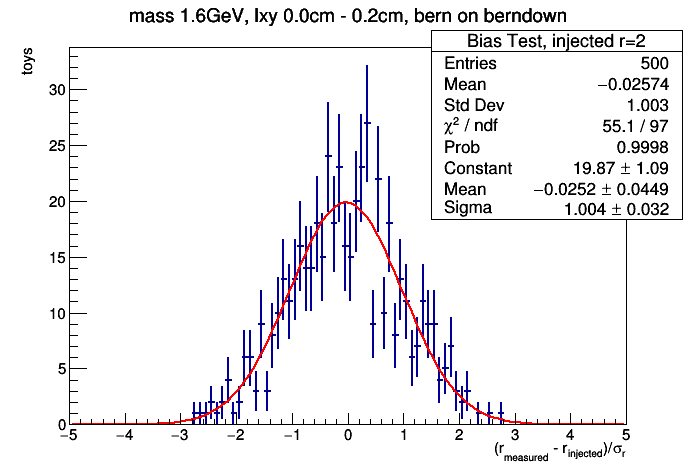 mass 1.6GeV, lxy 0.0cm - 0.2cm, bern on berndown
Bias Test, injected r=2
Entries 500
Mean −0.02574
Std Dev 1.003
χ² / ndf 55.1 / 97
Prob 0.9998
Constant 19.87 ± 1.09
Mean −0.0252 ± 0.0449
Sigma 1.004 ± 0.032
toys
30
25
20
15
10
5
0
−5 −4 −3 −2 −1 0 1 2 3 4 5
(r_measured - r_injected)/σ_r